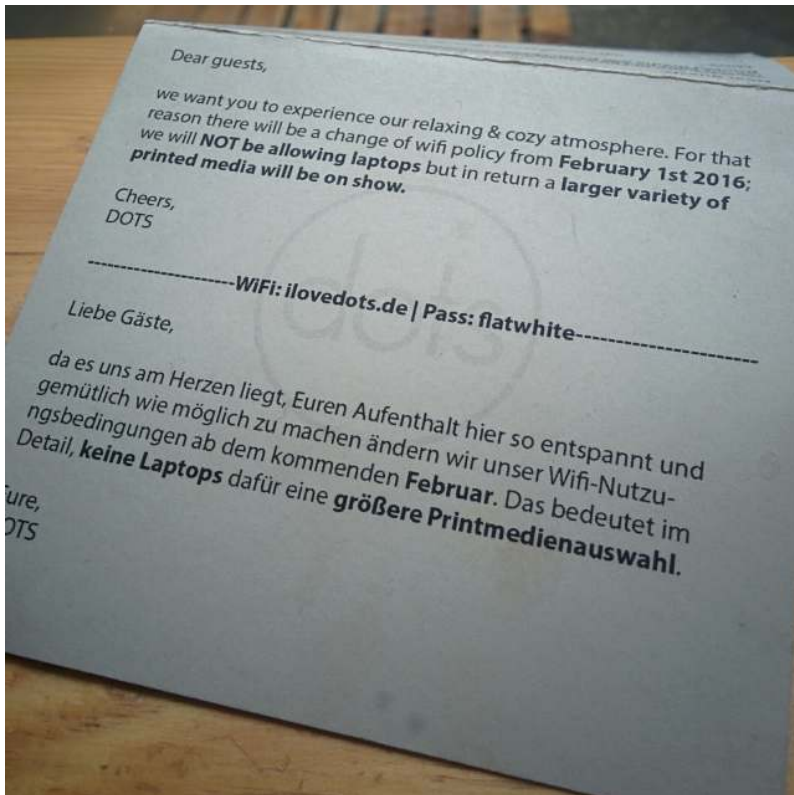 Dear guests,
we want you to experience our relaxing & cozy atmosphere. For that
reason there will be a change of wifi policy from February 1st 2016;
we will NOT be allowing laptops but in return a larger variety of
printed media will be on show.
Cheers,
DOTS
dots
----------------------WiFi: ilovedots.de | Pass: flatwhite----------------------------
Liebe Gäste,
da es uns am Herzen liegt, Euren Aufenthalt hier so entspannt und
gemütlich wie möglich zu machen ändern wir unser Wifi-Nutzu-
ngsbedingungen ab dem kommenden Februar. Das bedeutet im
Detail, keine Laptops dafür eine größere Printmedienauswahl.
Eure,
DOTS